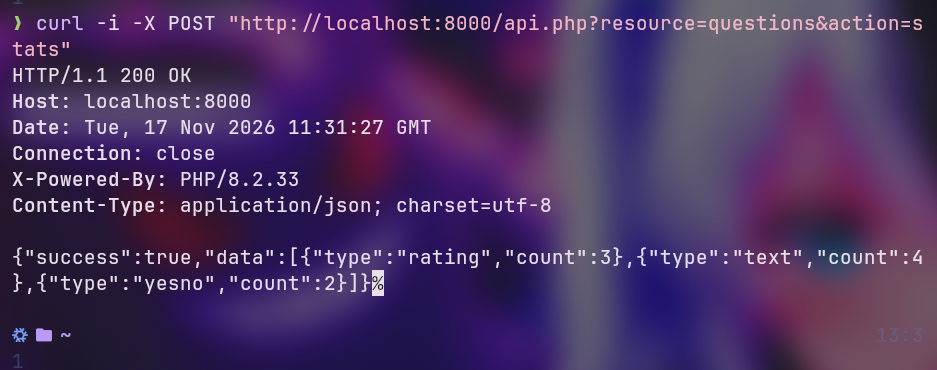 ❯ curl -i -X POST "http://localhost:8000/api.php?resource=questions&action=s
tats"
HTTP/1.1 200 OK
Host: localhost:8000
Date: Tue, 17 Nov 2026 11:31:27 GMT
Connection: close
X-Powered-By: PHP/8.2.33
Content-Type: application/json; charset=utf-8
{"success":true,"data":[{"type":"rating","count":3},{"type":"text","count":4
},{"type":"yesno","count":2}]}%
~ 13:3
1